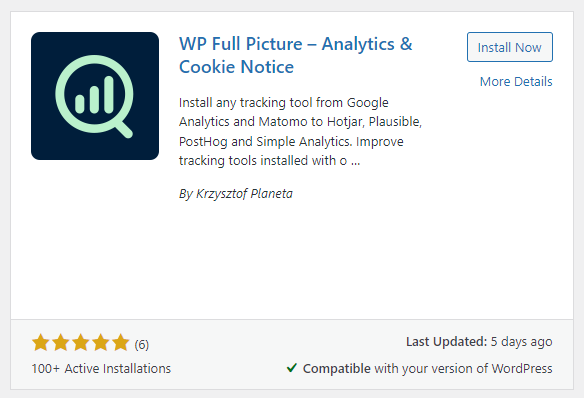 WP Full Picture – Analytics &
Cookie Notice
Install Now
More Details
Install any tracking tool from Google
Analytics and Matomo to Hotjar, Plausible,
PostHog and Simple Analytics. Improve
tracking tools installed with o ...
By Krzysztof Planeta
(6)
Last Updated: 5 days ago
100+ Active Installations
Compatible with your version of WordPress